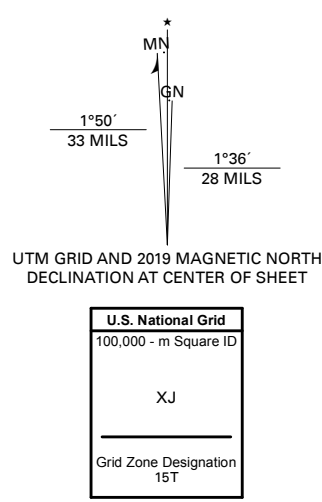 MN
GN
1°50´
33 MILS
1°36´
28 MILS
UTM GRID AND 2019 MAGNETIC NORTH
DECLINATION AT CENTER OF SHEET
U.S. National Grid
100,000 - m Square ID
XJ
Grid Zone Designation
15T